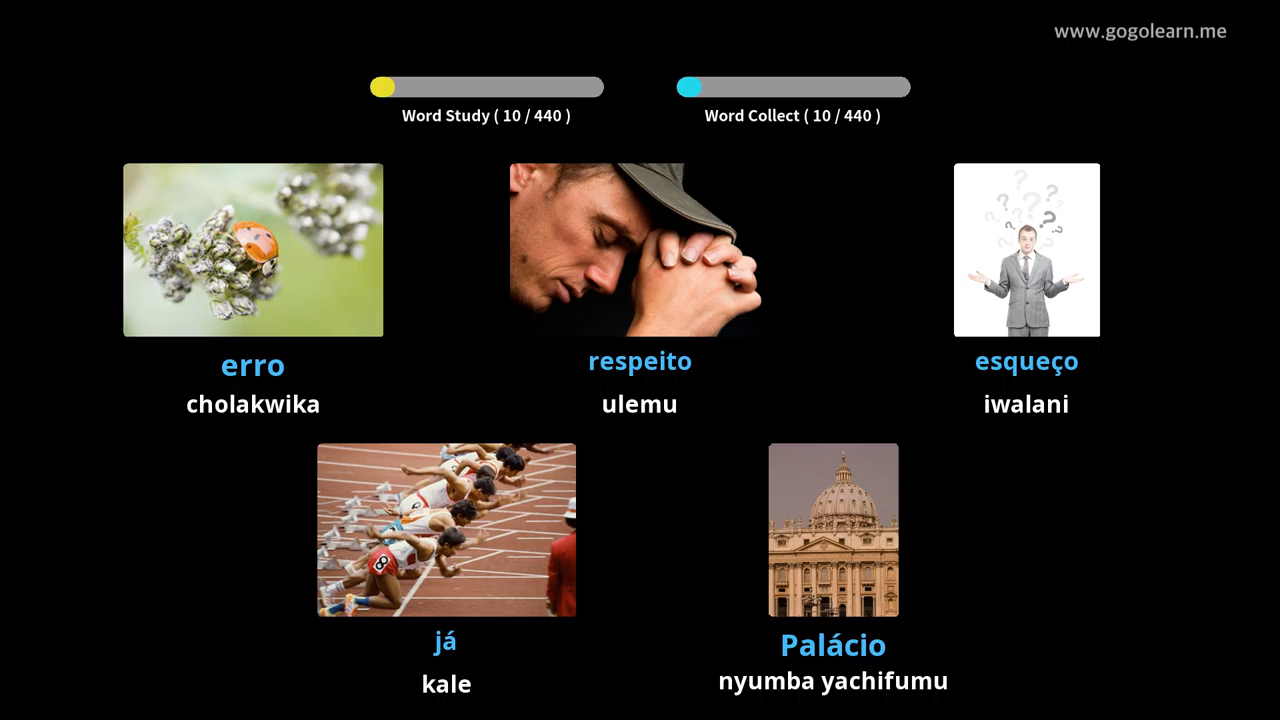 www.gogolearn.me
Word Study ( 10 / 440 )
Word Collect ( 10 / 440 )
erro
cholakwika
respeito
ulemu
esqueço
iwalani
já
kale
Palácio
nyumba yachifumu